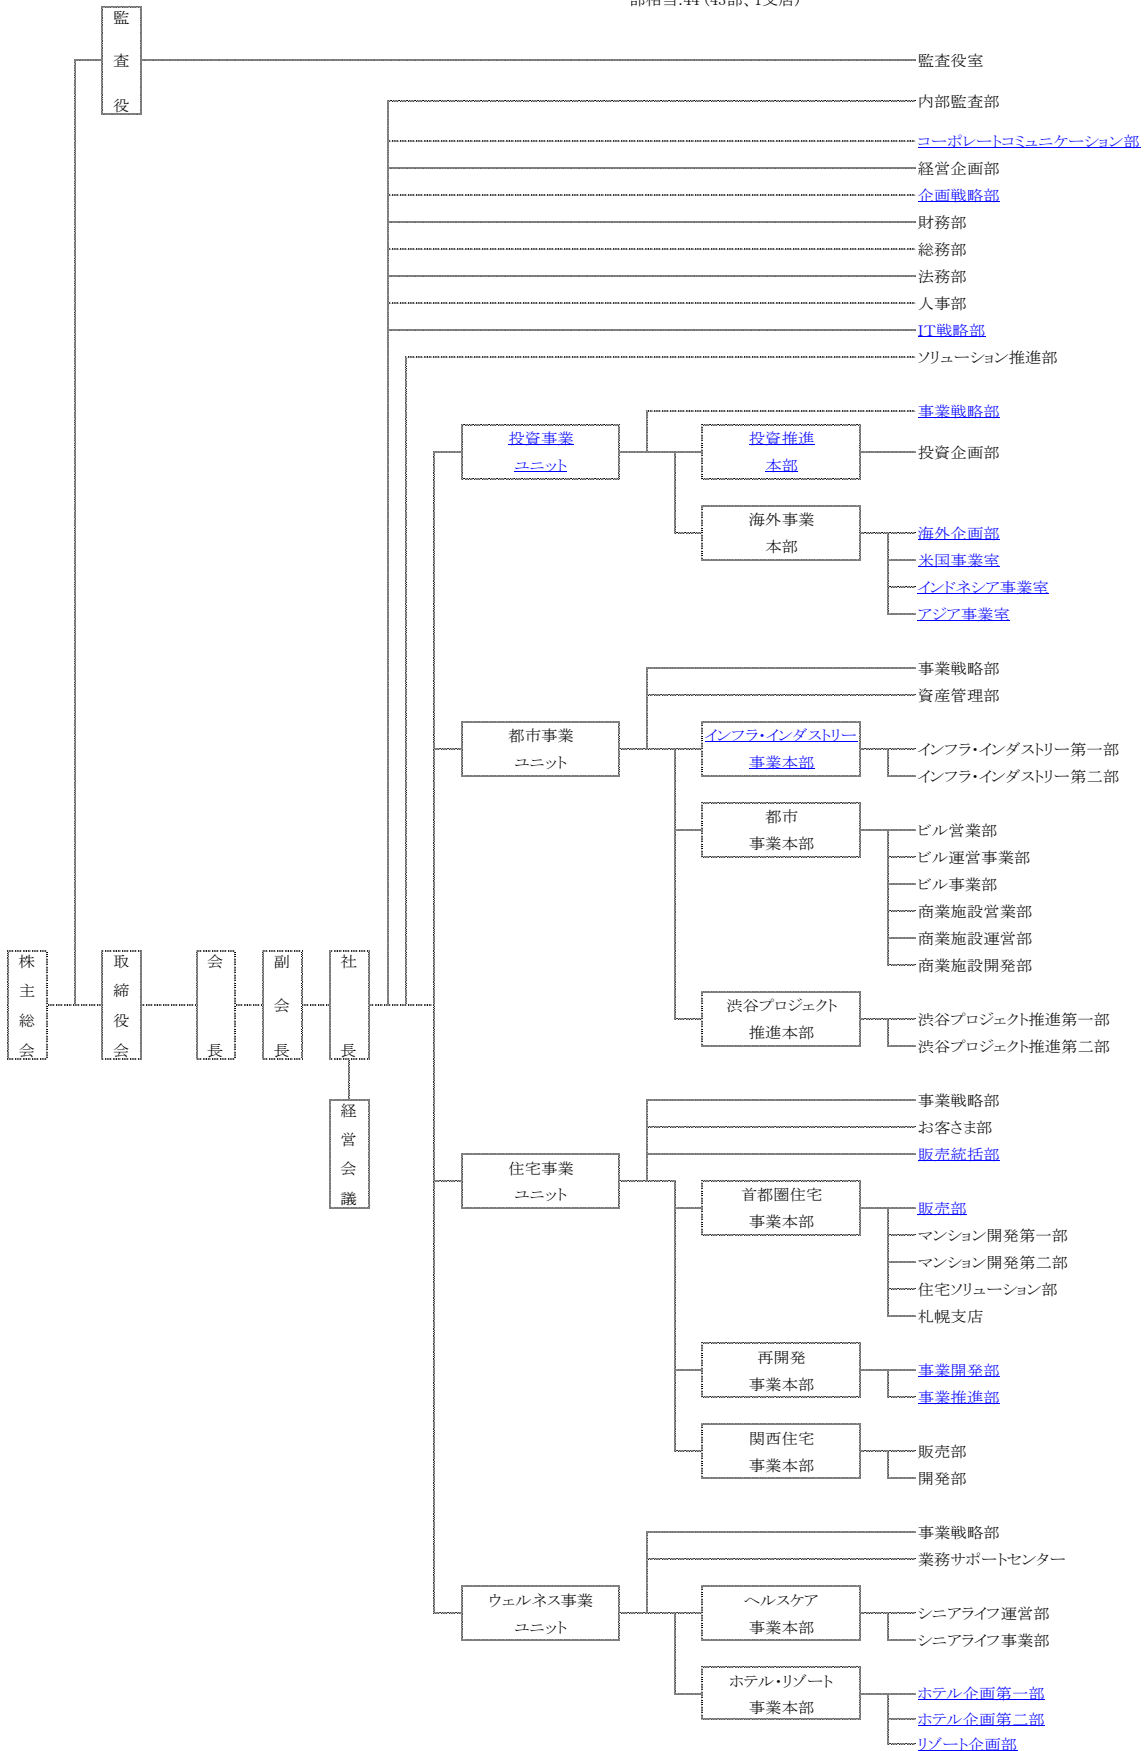 部相当:44 (43部、1支店)
監査役
監査役室
内部監査部
コーポレートコミュニケーション部
経営企画部
企画戦略部
財務部
総務部
法務部
人事部
IT戦略部
ソリューション推進部
事業戦略部
投資事業
ユニット
投資推進
本部
投資企画部
海外事業
本部
海外企画部
米国事業室
インドネシア事業室
アジア事業室
事業戦略部
資産管理部
都市事業
ユニット
インフラ・インダストリー
事業本部
インフラ・インダストリー第一部
インフラ・インダストリー第二部
都市
事業本部
ビル営業部
ビル運営事業部
ビル事業部
商業施設営業部
商業施設運営部
商業施設開発部
株主総会
取締役会
会長
副会長
社長
渋谷プロジェクト
推進本部
渋谷プロジェクト推進第一部
渋谷プロジェクト推進第二部
経営会議
事業戦略部
お客さま部
販売統括部
住宅事業
ユニット
首都圏住宅
事業本部
販売部
マンション開発第一部
マンション開発第二部
住宅ソリューション部
札幌支店
再開発
事業本部
事業開発部
事業推進部
関西住宅
事業本部
販売部
開発部
事業戦略部
業務サポートセンター
ウェルネス事業
ユニット
ヘルスケア
事業本部
シニアライフ運営部
シニアライフ事業部
ホテル・リゾート
事業本部
ホテル企画第一部
ホテル企画第二部
リゾート企画部